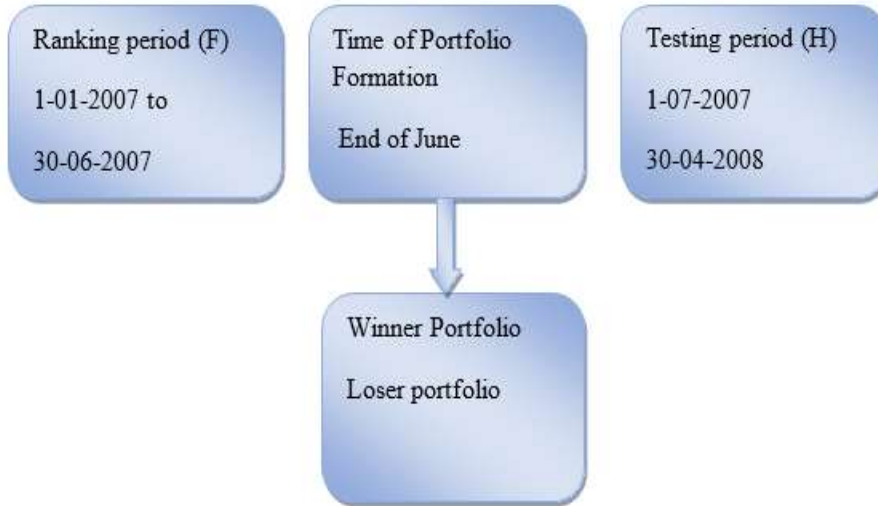 Ranking period (F)
1-01-2007 to
30-06-2007
Time of Portfolio
Formation
End of June
Testing period (H)
1-07-2007
30-04-2008
Winner Portfolio
Loser portfolio